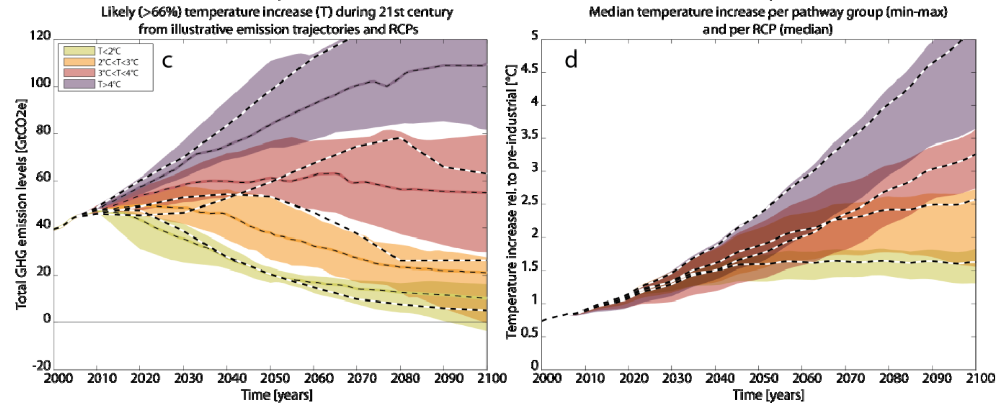 Likely (>66%) temperature increase (T) during 21st century
from illustrative emission trajectories and RCPs
120
100
80
60
40
20
0
-20
Total GHG emission levels [GtCO2e]
T<2°C
2°C<T<3°C
3°C<T<4°C
T>4°C
c
2000 2010 2020 2030 2040 2050 2060 2070 2080 2090 2100
Time [years]
Median temperature increase per pathway group (min-max)
and per RCP (median)
5
4.5
4
3.5
3
2.5
2
1.5
1
0.5
0
Temperature increase rel. to pre-industrial [°C]
d
2000 2010 2020 2030 2040 2050 2060 2070 2080 2090 2100
Time [years]